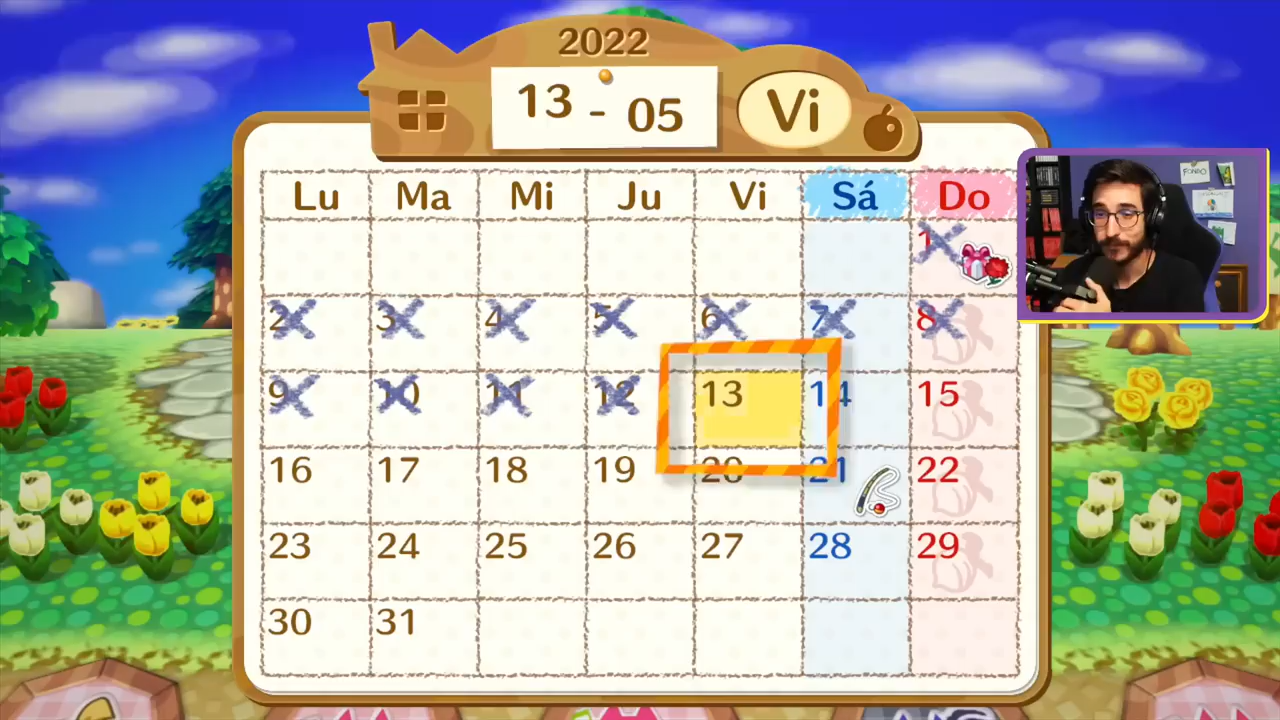 2022
13 - 05 Vi
Lu Ma Mi Ju Vi Sá Do
1
2 3 4 5 6 7 8
9 10 11 12 13 14 15
16 17 18 19 20 21 22
23 24 25 26 27 28 29
30 31
FONDO